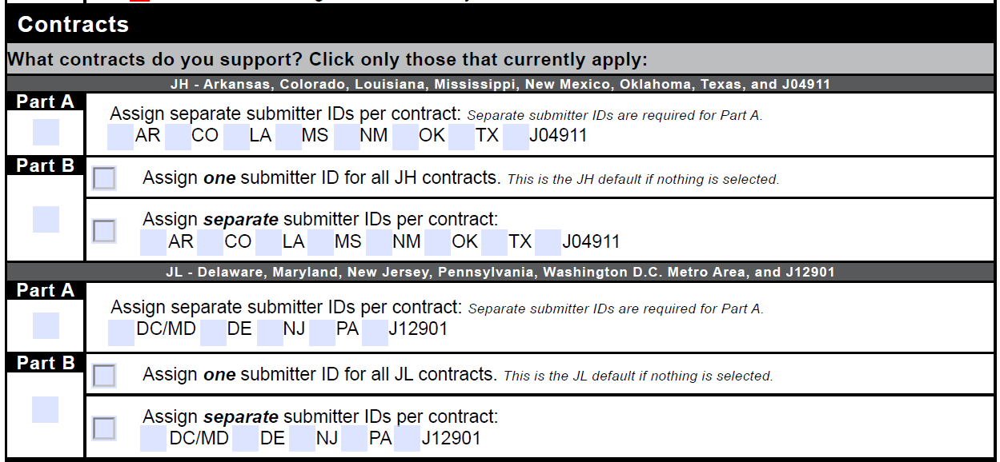 Contracts
What contracts do you support? Click only those that currently apply:
JH - Arkansas, Colorado, Louisiana, Mississippi, New Mexico, Oklahoma, Texas, and J04911
Part A
Assign separate submitter IDs per contract: Separate submitter IDs are required for Part A.
AR CO LA MS NM OK TX J04911
Part B
Assign one submitter ID for all JH contracts. This is the JH default if nothing is selected.
Assign separate submitter IDs per contract:
AR CO LA MS NM OK TX J04911
JL - Delaware, Maryland, New Jersey, Pennsylvania, Washington D.C. Metro Area, and J12901
Part A
Assign separate submitter IDs per contract: Separate submitter IDs are required for Part A.
DC/MD DE NJ PA J12901
Part B
Assign one submitter ID for all JL contracts. This is the JL default if nothing is selected.
Assign separate submitter IDs per contract:
DC/MD DE NJ PA J12901